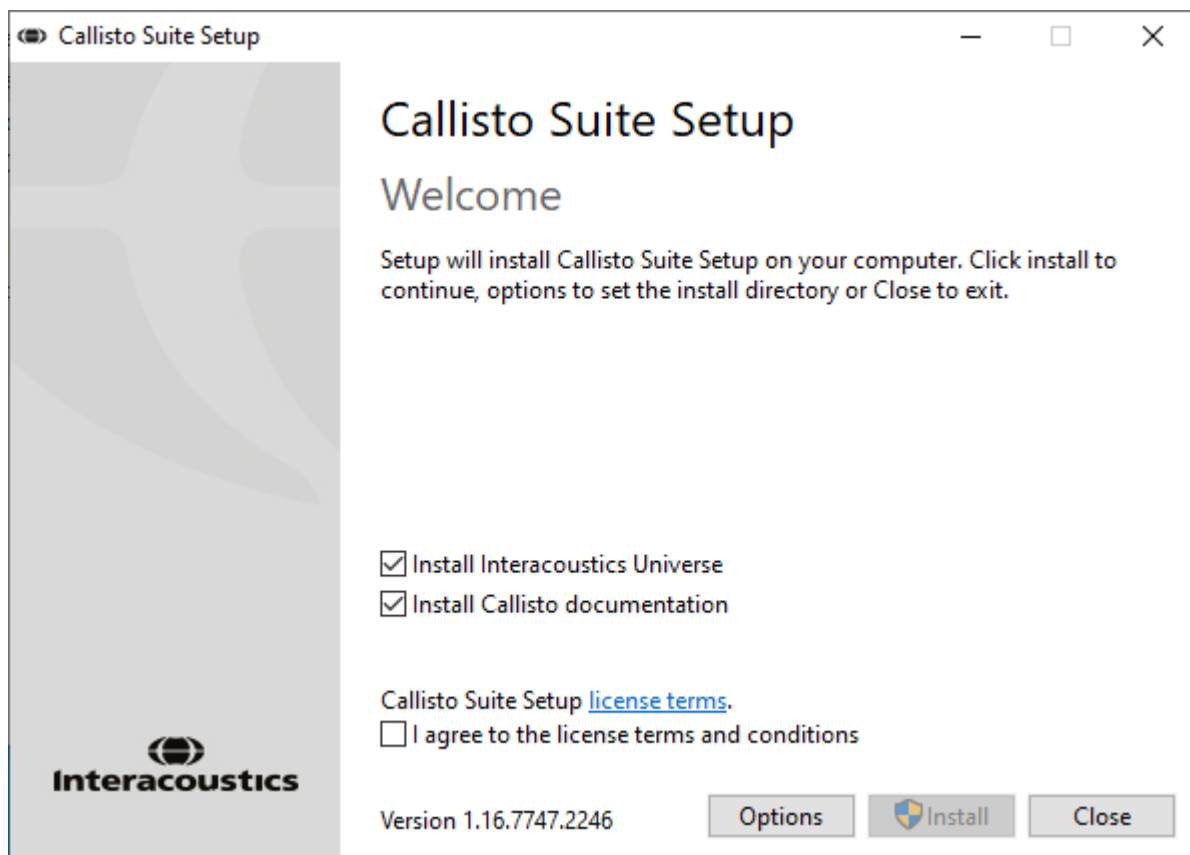 Callisto Suite Setup
Callisto Suite Setup
Welcome
Setup will install Callisto Suite Setup on your computer. Click install to
continue, options to set the install directory or Close to exit.
Install Interacoustics Universe
Install Callisto documentation
Callisto Suite Setup license terms.
I agree to the license terms and conditions
Interacoustics
Version 1.16.7747.2246
Options
Install
Close